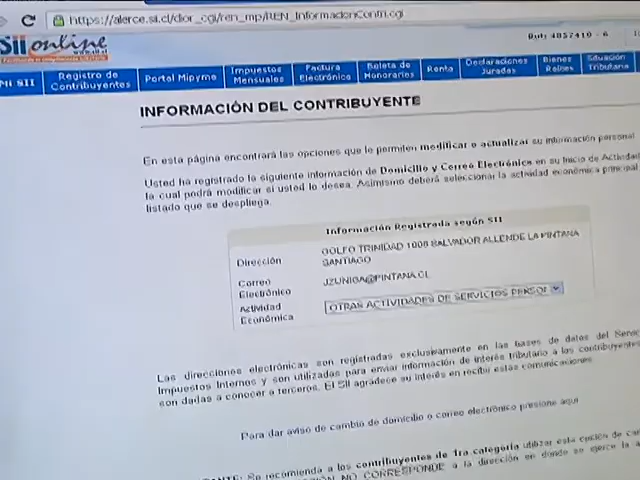 https://alerce.sii.cl/dior_cgi/ren_mp/REN_InformacionContri.cgi
SII online
Rut: 4857410 - 6
Mi SII
Registro de Contribuyentes
Portal Mipyme
Impuestos Mensuales
Factura Electrónica
Boleta de Honorarios
Renta
Declaraciones Juradas
Bienes Raíces
Situación Tributaria
INFORMACIÓN DEL CONTRIBUYENTE
En esta página encontrará las opciones que le permiten modificar o actualizar su información personal
Usted ha registrado la siguiente información de Domicilio y Correo Electrónico en su Inicio de Actividad
la cual podrá modificar si usted lo desea. Asimismo deberá seleccionar la actividad económica principal
listado que se despliega.
Información Registrada según SII
Dirección
GOLFO TRINIDAD 1008 SALVADOR ALLENDE LA PINTANA
SANTIAGO
Correo Electrónico
JZUNIGA@PINTANA.CL
Actividad Económica
OTRAS ACTIVIDADES DE SERVICIOS PERSO
Las direcciones electrónicas son registradas exclusivamente en las bases de datos del Servic
Impuestos Internos y son utilizadas para enviar información de interés tributario a los contribuyentes
son dadas a conocer a terceros. El SII agradece su interés en recibir estas comunicaciones.
Para dar aviso de cambio de domicilio o correo electrónico presione aquí
Se recomienda a los contribuyentes de 1ra categoría utilizar esta opción de
NO CORRESPONDE a la dirección en donde se ejerce la